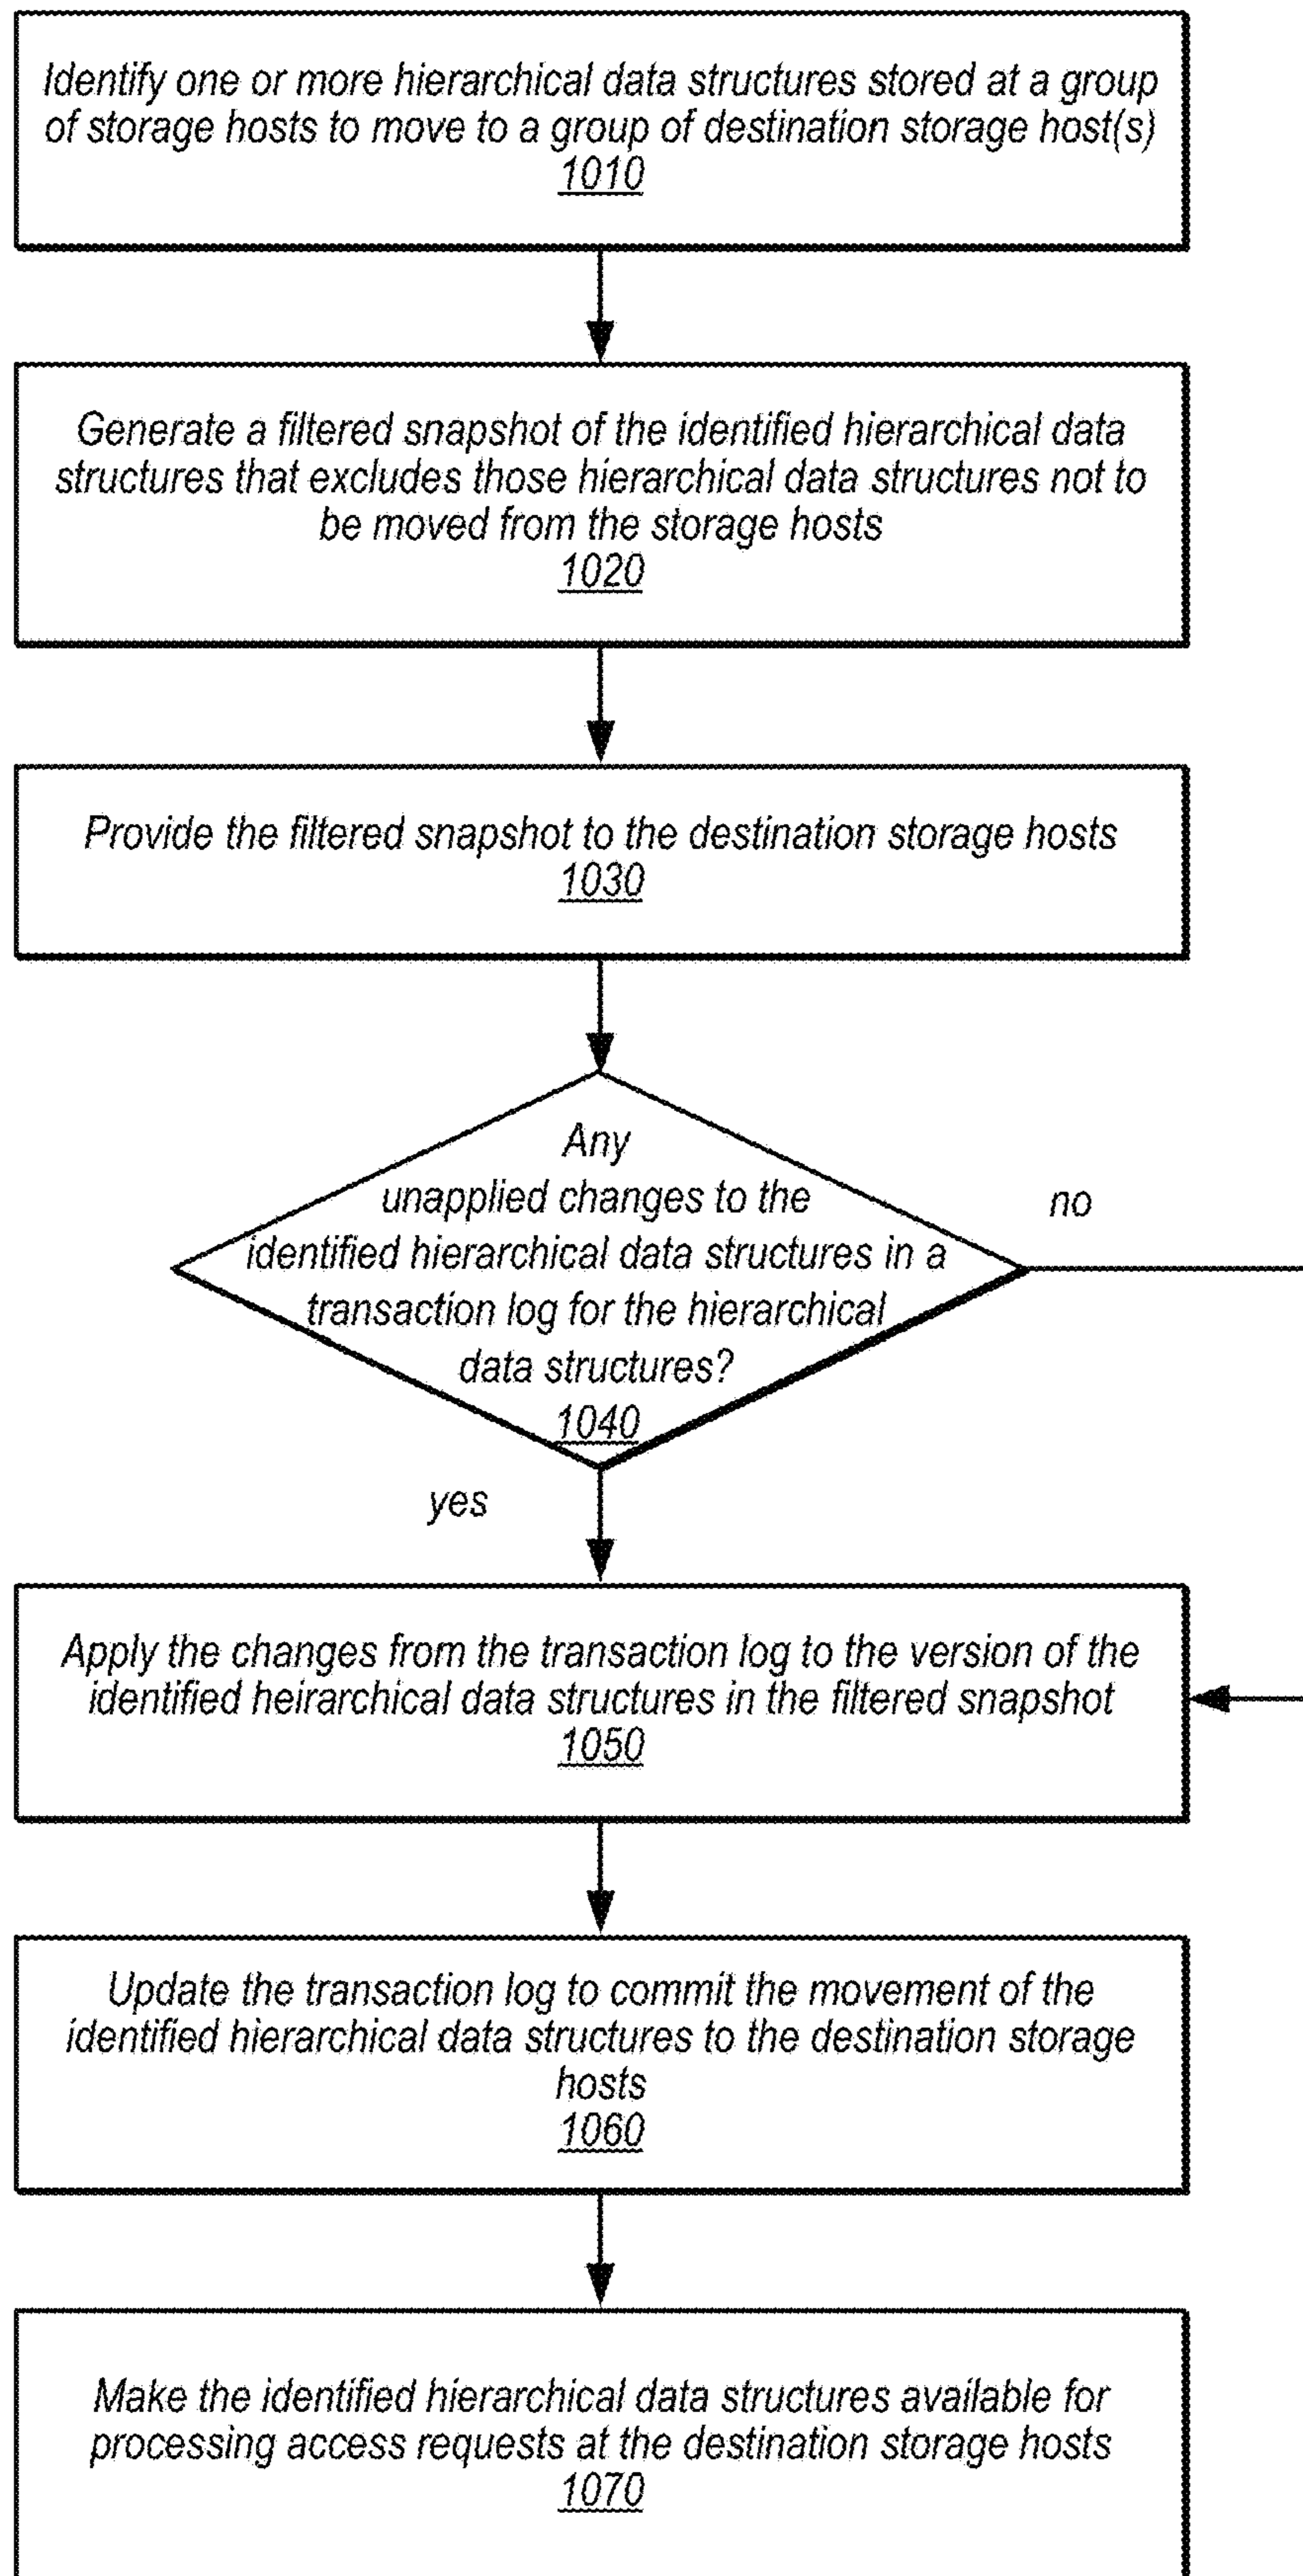 Identify one or more hierarchical data structures stored at a group
of storage hosts to move to a group of destination storage host(s)
1010
Generate a filtered snapshot of the identified hierarchical data
structures that excludes those hierarchical data structures not to
be moved from the storage hosts
1020
Provide the filtered snapshot to the destination storage hosts
1030
Any
unapplied changes to the
identified hierarchical data structures in a
transaction log for the hierarchical
data structures?
1040
no
yes
Apply the changes from the transaction log to the version of the
identified heirarchical data structures in the filtered snapshot
1050
Update the transaction log to commit the movement of the
identified hierarchical data structures to the destination storage
hosts
1060
Make the identified hierarchical data structures available for
processing access requests at the destination storage hosts
1070